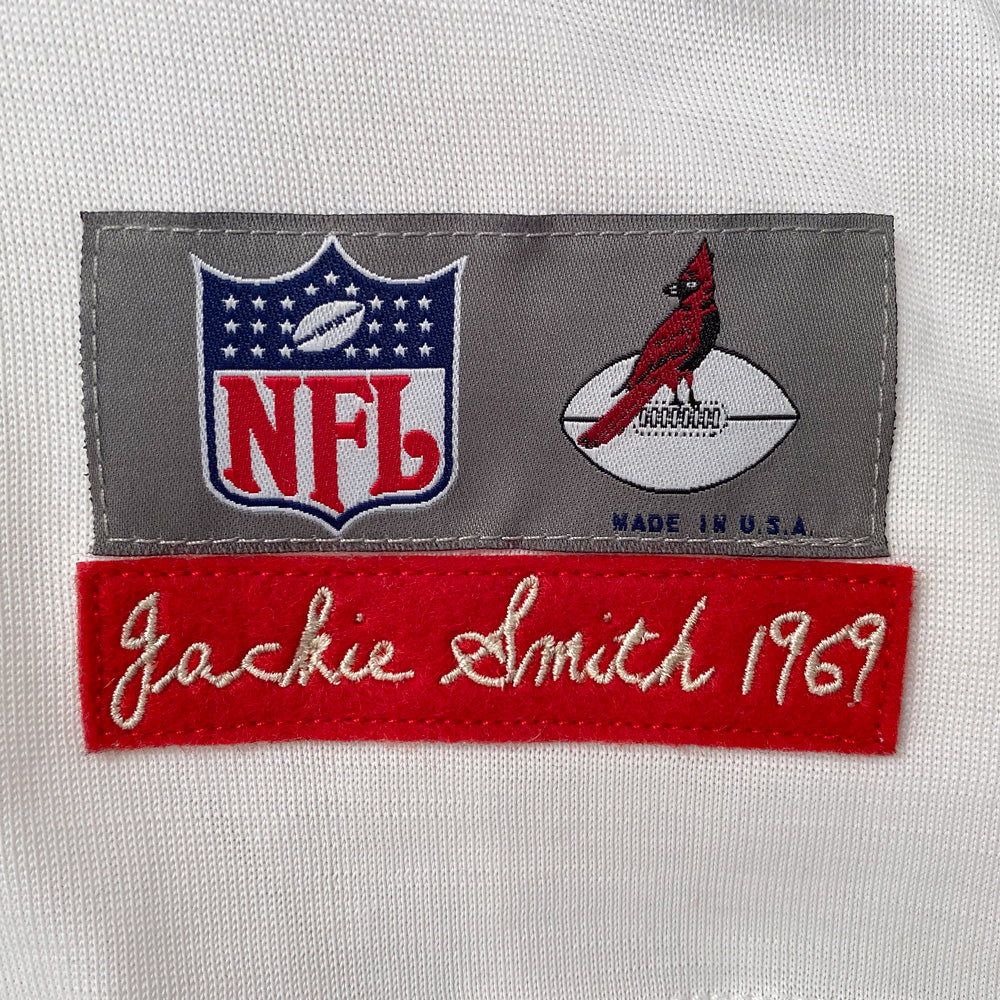 NFL
MADE IN U.S.A.
Jackie Smith 1969